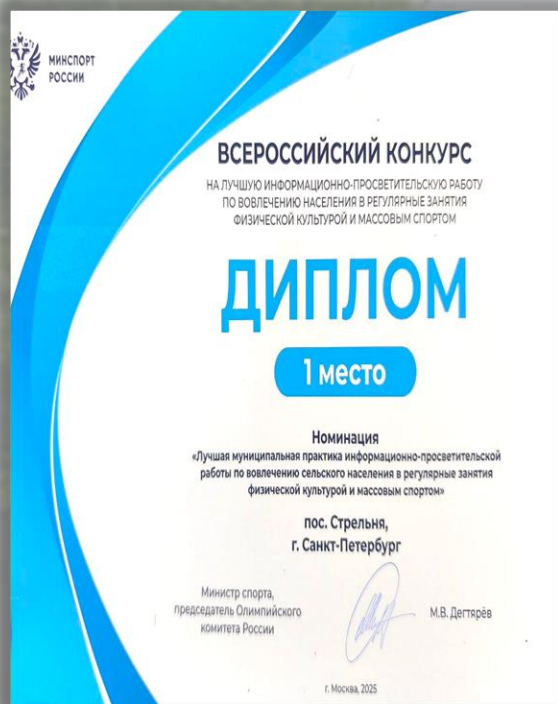 МИНСПОРТ
РОССИИ
ВСЕРОССИЙСКИЙ КОНКУРС
НА ЛУЧШУЮ ИНФОРМАЦИОННО-ПРОСВЕТИТЕЛЬСКУЮ РАБОТУ
ПО ВОВЛЕЧЕНИЮ НАСЕЛЕНИЯ В РЕГУЛЯРНЫЕ ЗАНЯТИЯ
ФИЗИЧЕСКОЙ КУЛЬТУРОЙ И МАССОВЫМ СПОРТОМ
ДИПЛОМ
1 место
Номинация
«Лучшая муниципальная практика информационно-просветительской
работы по вовлечению сельского населения в регулярные занятия
физической культурой и массовым спортом»
пос. Стрельня,
г. Санкт-Петербург
Министр спорта,
председатель Олимпийского
комитета России
М.В. Дегтярёв
г. Москва, 2025